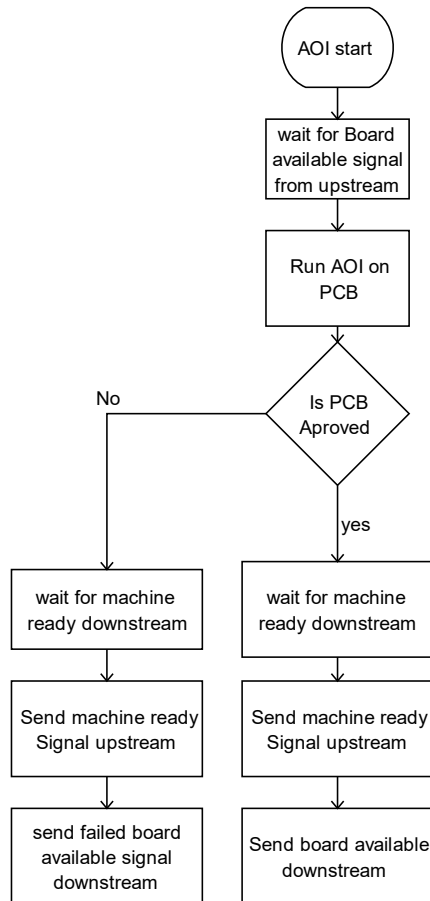 AOI start
wait for Board
available signal
from upstream
Run AOI on
PCB
Is PCB
Aproved
No
yes
wait for machine
ready downstream
Send machine ready
Signal upstream
send failed board
available signal
downstream
wait for machine
ready downstream
Send machine ready
Signal upstream
Send board available
downstream